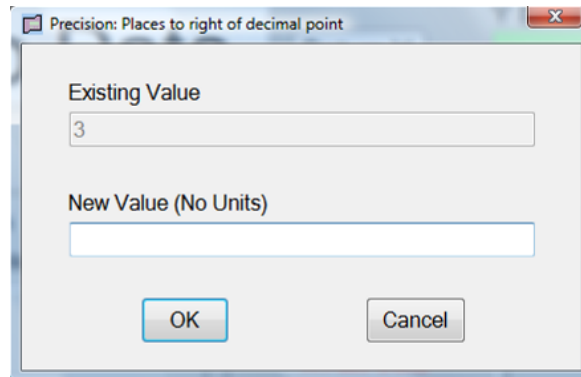 Precision: Places to right of decimal point
Existing Value
3
New Value (No Units)
OK
Cancel